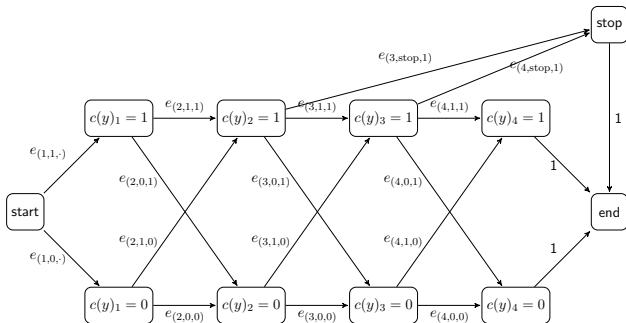 stop
e_{(3,stop,1)}
e_{(4,stop,1)}
c(y)_1 = 1
e_{(2,1,1)}
c(y)_2 = 1
e_{(3,1,1)}
c(y)_3 = 1
e_{(4,1,1)}
c(y)_4 = 1
1
e_{(1,1,·)}
e_{(2,0,1)}
e_{(3,0,1)}
e_{(4,0,1)}
1
start
end
e_{(1,0,·)}
e_{(2,1,0)}
e_{(3,1,0)}
e_{(4,1,0)}
1
c(y)_1 = 0
e_{(2,0,0)}
c(y)_2 = 0
e_{(3,0,0)}
c(y)_3 = 0
e_{(4,0,0)}
c(y)_4 = 0